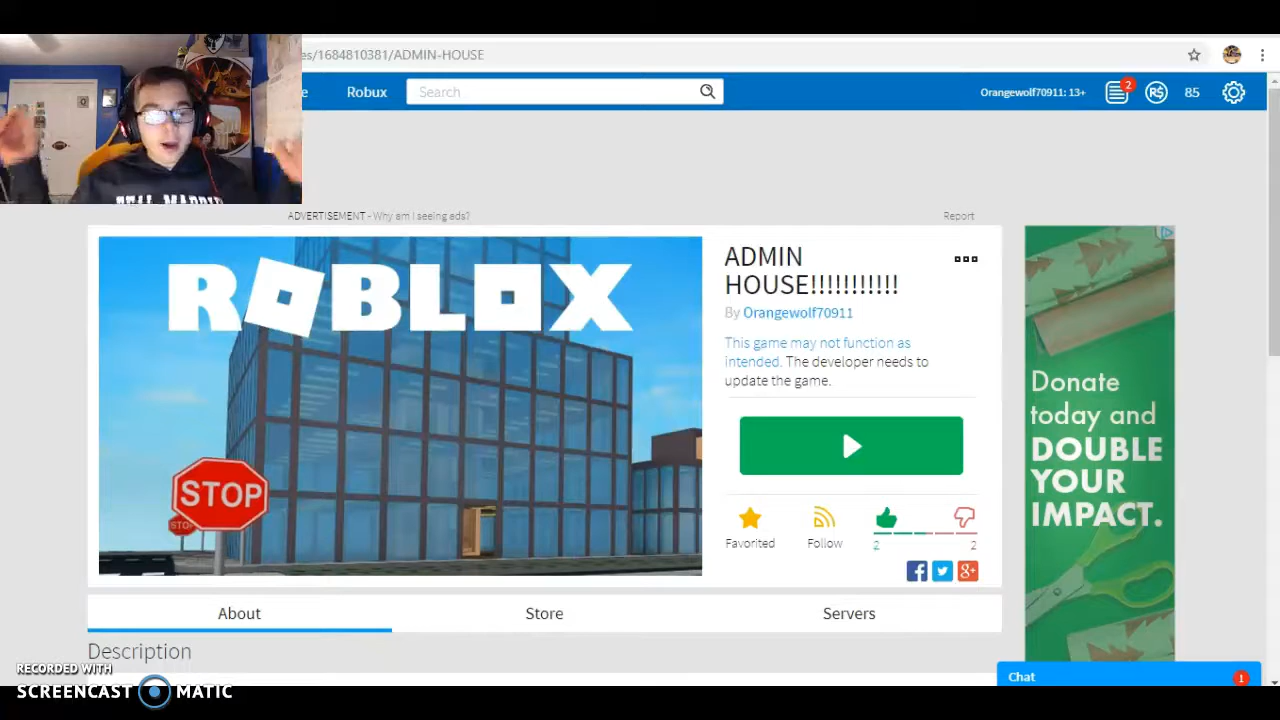 es/1684810381/ADMIN-HOUSE
e Robux Search Orangewolf70911: 13+ 2 R$ 85
ADVERTISEMENT - Why am I seeing ads? Report
ROBLOX
STOP
STOP
ADMIN
HOUSE!!!!!!!!!!!
By Orangewolf70911
This game may not function as
intended. The developer needs to
update the game.
Favorited Follow 2 2
Donate
today and
DOUBLE
YOUR
IMPACT.
About Store Servers
Description
RECORDED WITH
SCREENCAST MATIC
Chat 1